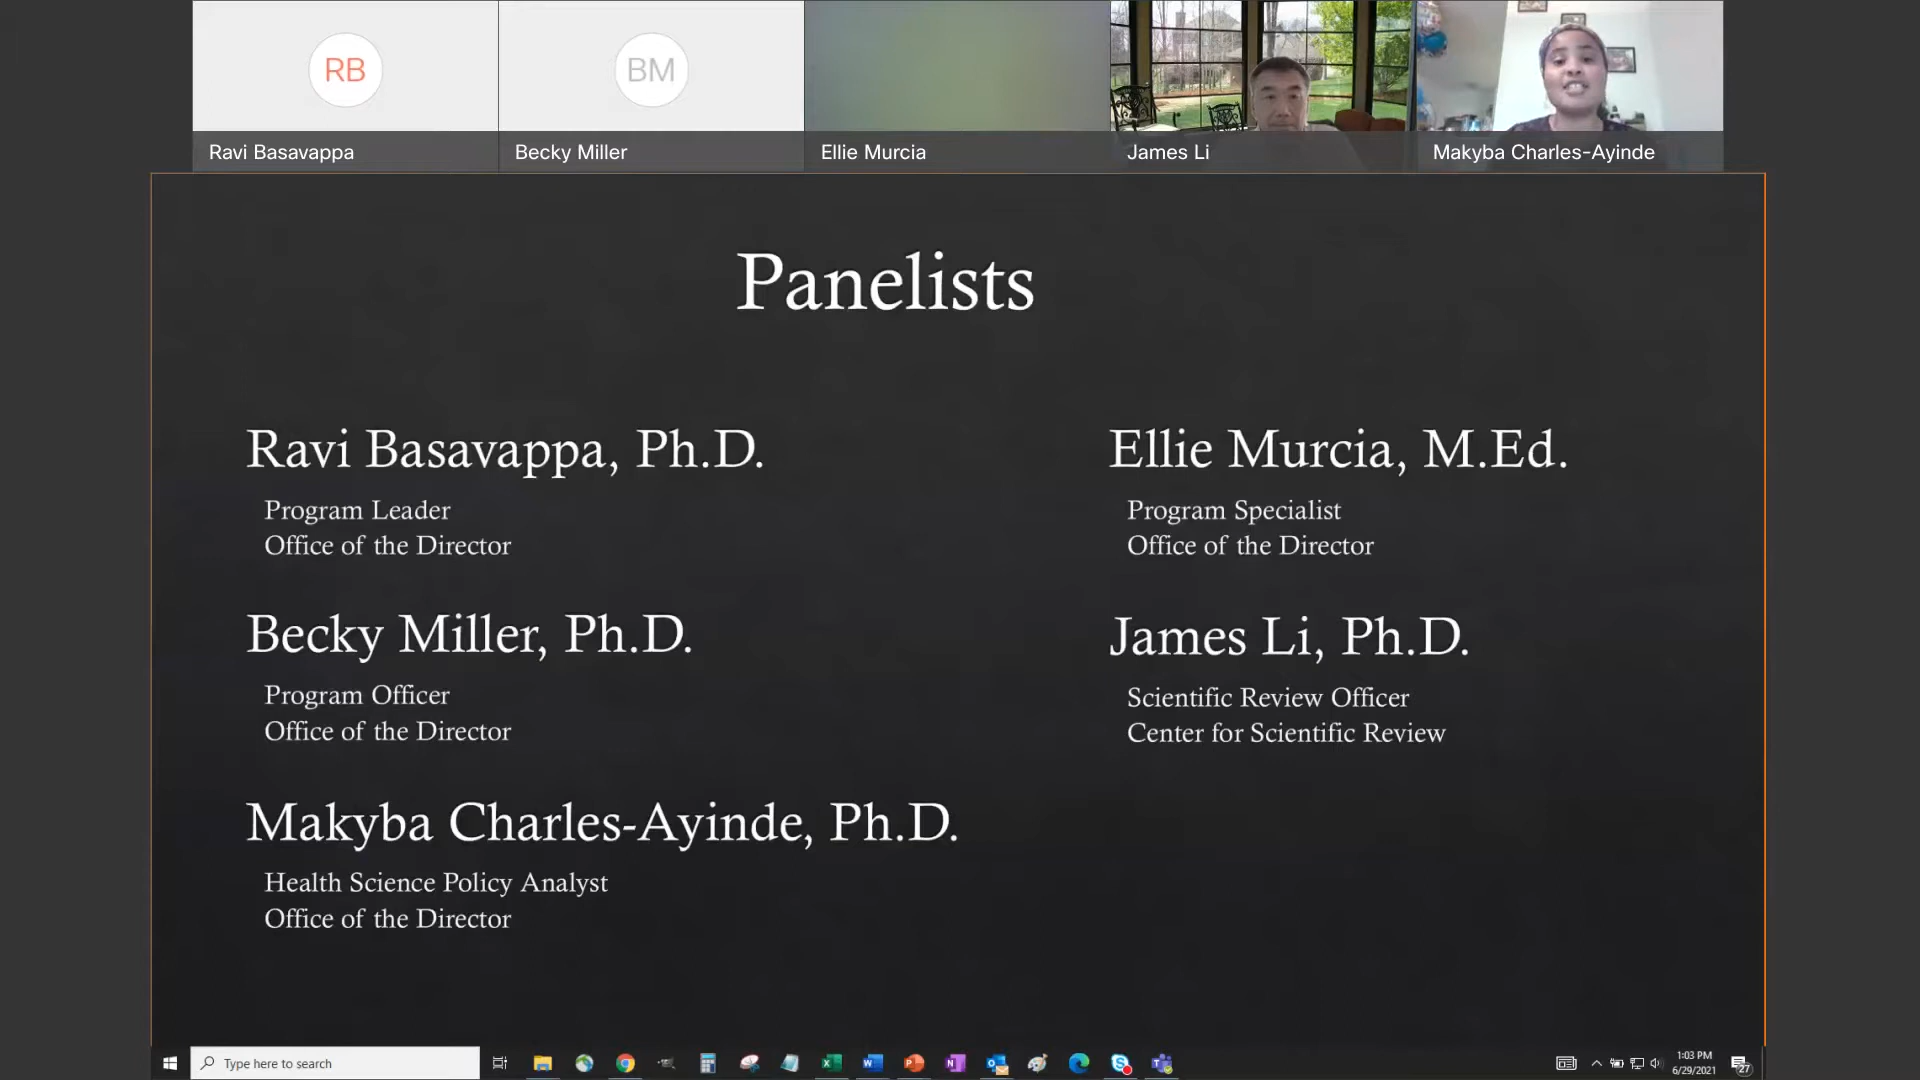 RB
BM
Ravi Basavappa
Becky Miller
Ellie Murcia
James Li
Makyba Charles-Ayinde
Panelists
Ravi Basavappa, Ph.D.
Program Leader
Office of the Director
Becky Miller, Ph.D.
Program Officer
Office of the Director
Makyba Charles-Ayinde, Ph.D.
Health Science Policy Analyst
Office of the Director
Ellie Murcia, M.Ed.
Program Specialist
Office of the Director
James Li, Ph.D.
Scientific Review Officer
Center for Scientific Review
Type here to search
1:03 PM
6/29/2021
27